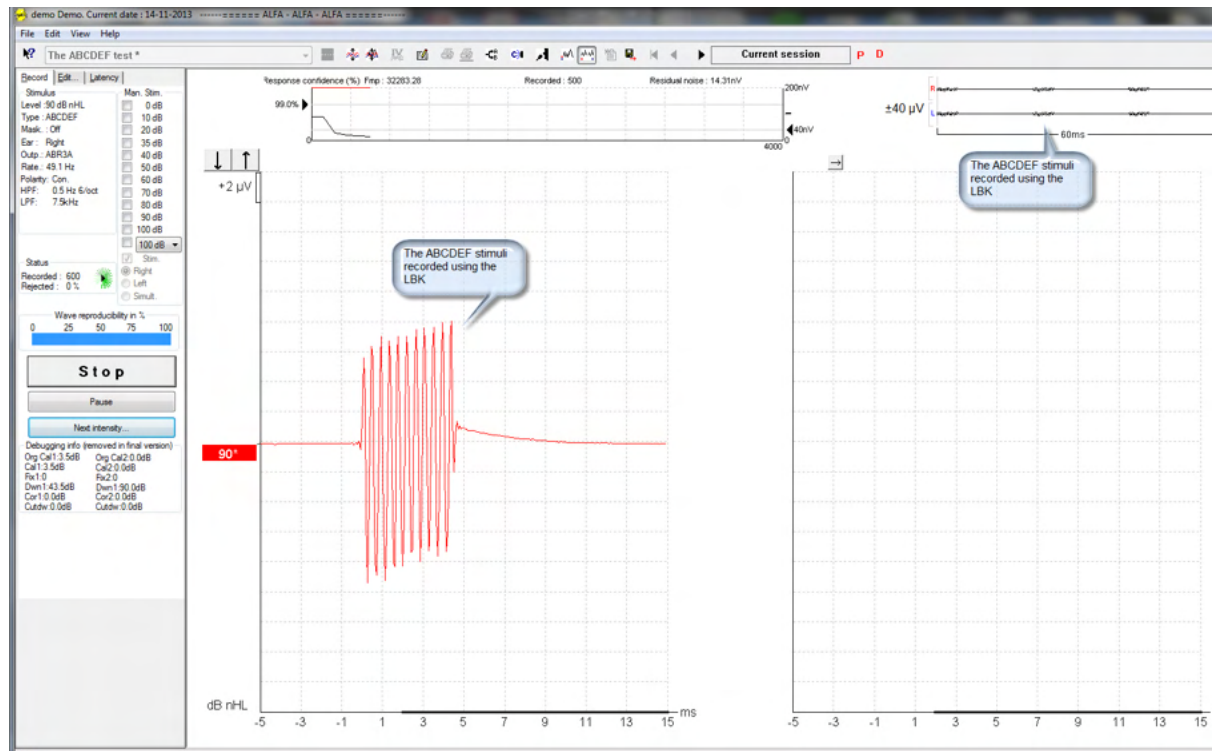 demo Demo. Current date : 14-11-2013 ------====== ALFA - ALFA - ALFA ======------
File Edit View Help
The ABCDEF test *
Current session P D
Record Edit... Latency
Stimulus
Level :90 dB nHL
Type : ABCDEF
Mask. : Off
Ear : Right
Outp.: ABR3A
Rate.: 49.1 Hz
Polarity: Con.
HPF: 0.5 Hz 6/oct
LPF: 7.5kHz
Man. Stim.
0 dB
10 dB
20 dB
35 dB
40 dB
50 dB
60 dB
70 dB
80 dB
90 dB
100 dB
100 dB
Stim.
Right
Left
Simult.
Status
Recorded : 600
Rejected : 0 %
Wave reproducibility in %
0 25 50 75 100
Stop
Pause
Next intensity...
Debugging info (removed in final version)
Org Cal1:3.5dB Org Cal2:0.0dB
Cal1:3.5dB Cal2:0.0dB
Fix1:0 Fix2:0
Dwn1:43.5dB Dwn1:90.0dB
Cor1:0.0dB Cor2:0.0dB
Cutdw:0.0dB Cutdw:0.0dB
Response confidence (%) Fmp : 32283.28 Recorded : 500 Residual noise : 14.31nV
99.0%
200nV
40nV
0
0
4000
+2 µV
The ABCDEF stimuli
recorded using the
LBK
90*
dB nHL
-5 -3 -1 1 3 5 7 9 11 13 15 ms
R
±40 µV L
60ms
The ABCDEF stimuli
recorded using the
LBK
-5 -3 -1 1 3 5 7 9 11 13 15